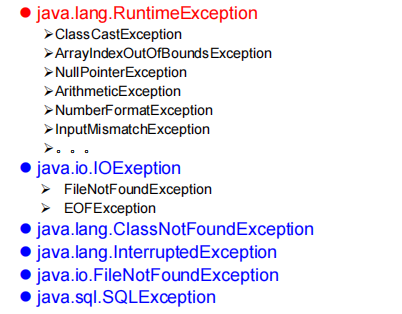 ● java.lang.RuntimeException
➢ClassCastException
➢ArrayIndexOutOfBoundsException
➢NullPointerException
➢ArithmeticException
➢NumberFormatException
➢InputMismatchException
➢。。。
● java.io.IOExeption
➢ FileNotFoundException
➢ EOFException
● java.lang.ClassNotFoundException
● java.lang.InterruptedException
● java.io.FileNotFoundException
● java.sql.SQLException